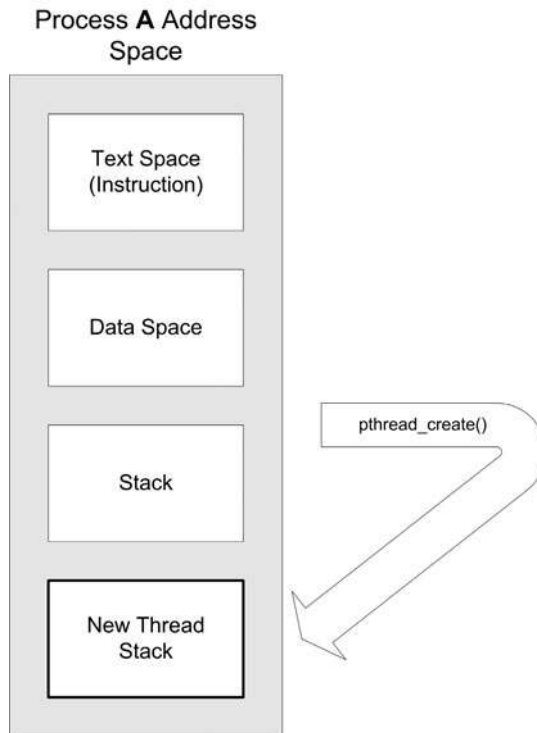 Process A Address
Space
Text Space
(Instruction)
Data Space
pthread_create()
Stack
New Thread
Stack